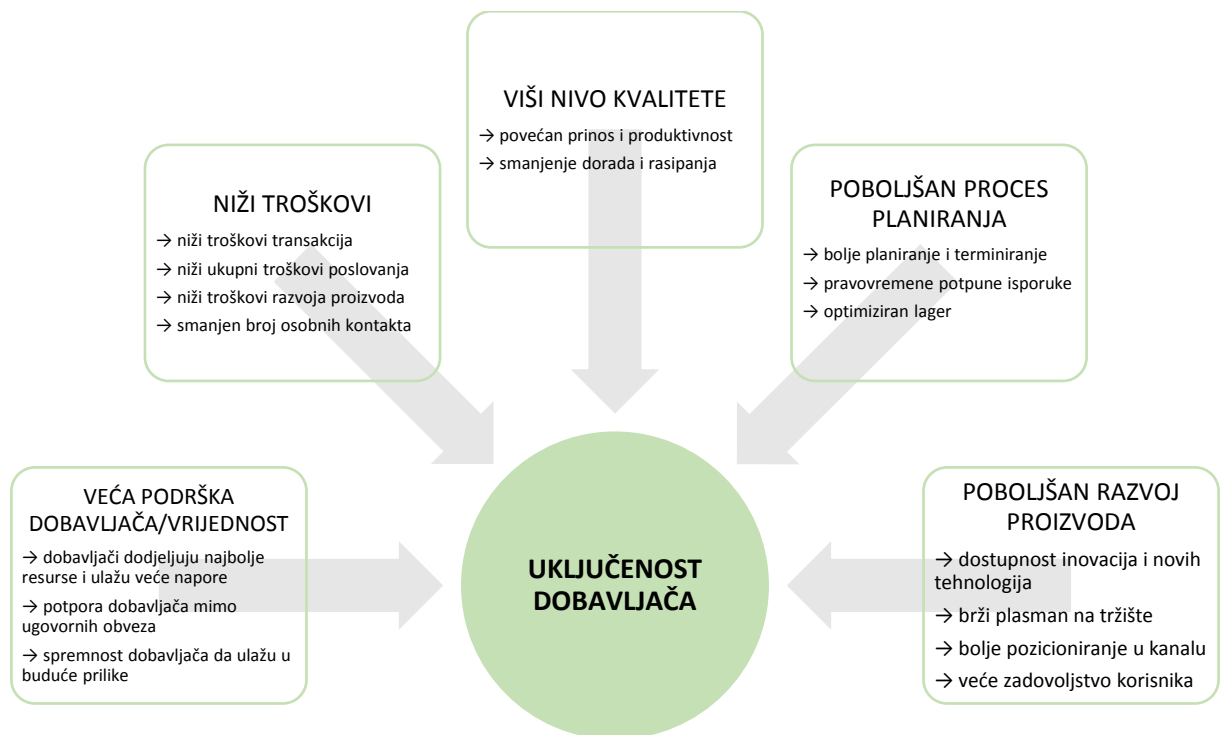 VIŠI NIVO KVALITETE
→ povećan prinos i produktivnost
→ smanjenje dorada i rasipanja
NIŽI TROŠKOVI
→ niži troškovi transakcija
→ niži ukupni troškovi poslovanja
→ niži troškovi razvoja proizvoda
→ smanjen broj osobnih kontakta
POBOLJŠAN PROCES
PLANIRANJA
→ bolje planiranje i terminiranje
→ pravovremene potpune isporuke
→ optimiziran lager
VEĆA PODRŠKA
DOBAVLJAČA/VRIJEDNOST
→ dobavljači dodjeljuju najbolje
resurse i ulažu veće napore
→ potpora dobavljača mimo
ugovornih obveza
→ spremnost dobavljača da ulažu u
buduće prilike
UKLJUČENOST
DOBAVLJAČA
POBOLJŠAN RAZVOJ
PROIZVODA
→ dostupnost inovacija i novih
tehnologija
→ brži plasman na tržište
→ bolje pozicioniranje u kanalu
→ veće zadovoljstvo korisnika